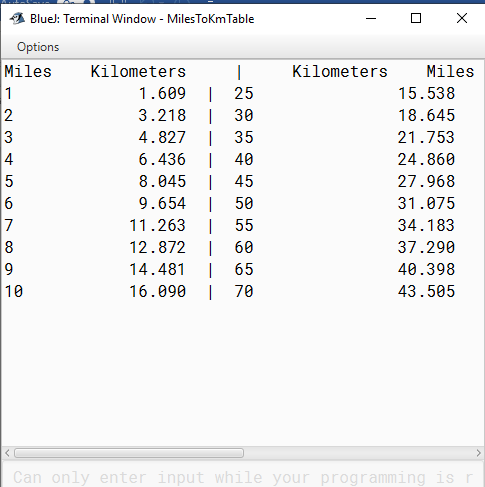 BlueJ: Terminal Window - MilesToKmTable
Options
Miles    Kilometers     |     Kilometers    Miles
1             1.609  |  25               15.538
2             3.218  |  30               18.645
3             4.827  |  35               21.753
4             6.436  |  40               24.860
5             8.045  |  45               27.968
6             9.654  |  50               31.075
7            11.263  |  55               34.183
8            12.872  |  60               37.290
9            14.481  |  65               40.398
10           16.090  |  70               43.505
Can only enter input while your programming is r